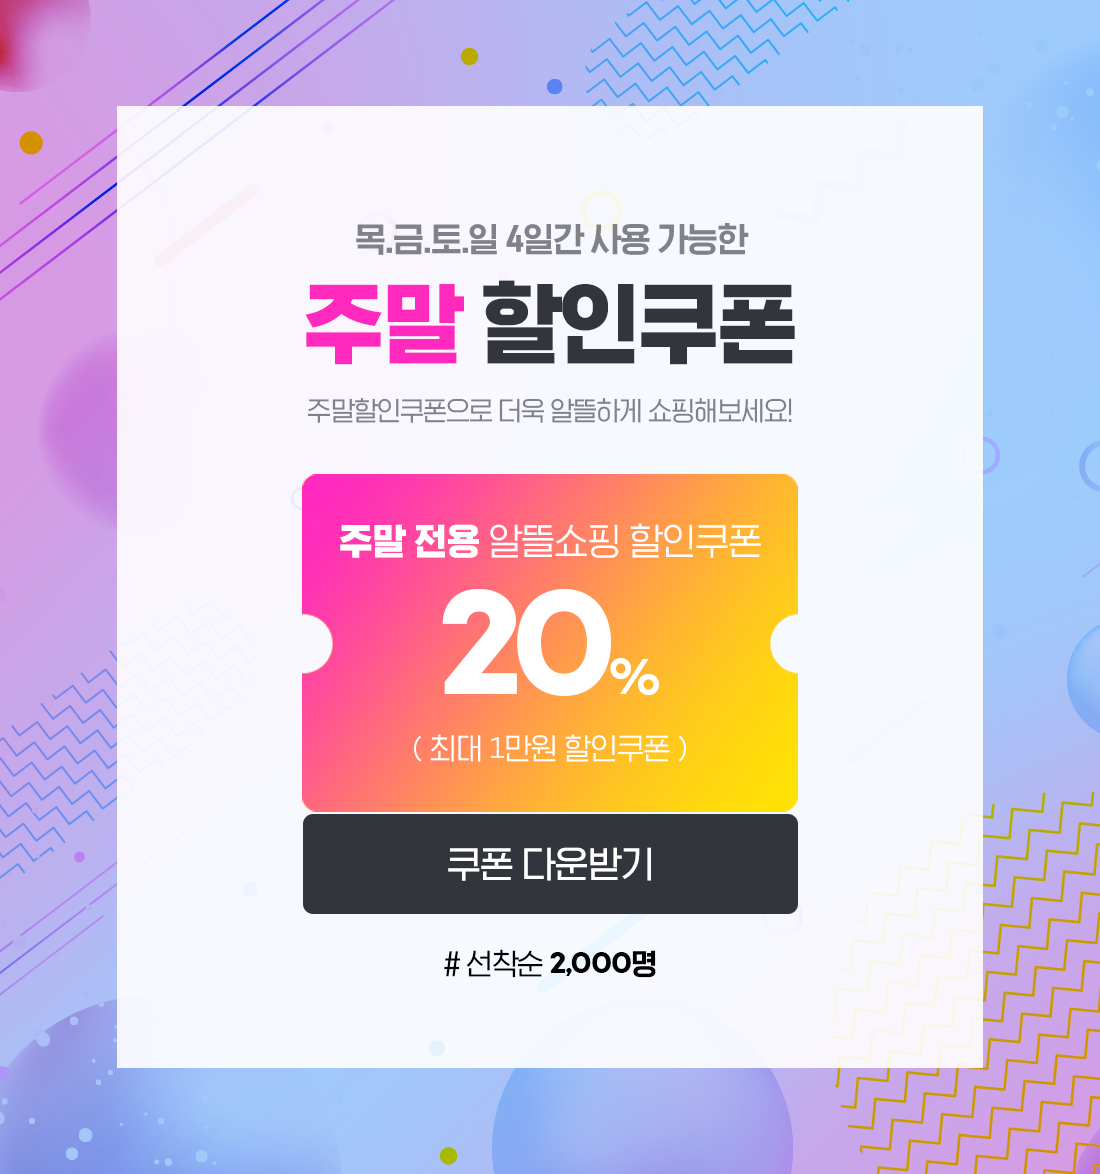 목.금.토.일 4일간 사용 가능한
주말 할인쿠폰
주말할인쿠폰으로 더욱 알뜰하게 쇼핑해보세요!
주말 전용 알뜰쇼핑 할인쿠폰
20%
( 최대 1만원 할인쿠폰 )
쿠폰 다운받기
# 선착순 2,000명